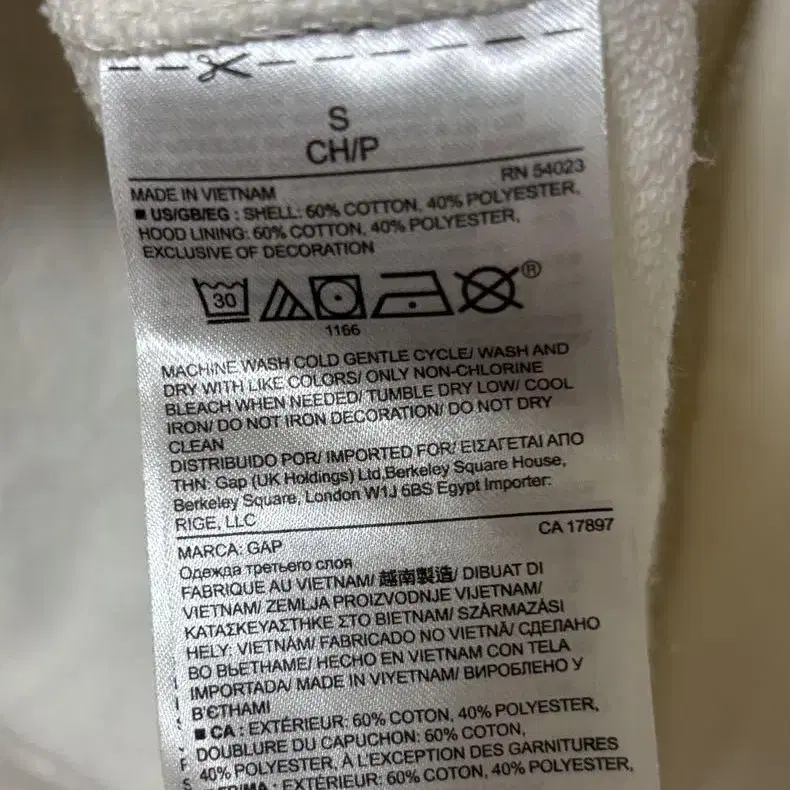 S
CH/P
RN 54023
MADE IN VIETNAM
■ US/GB/EG : SHELL: 60% COTTON, 40% POLYESTER,
HOOD LINING: 60% COTTON, 40% POLYESTER,
EXCLUSIVE OF DECORATION
30
®
1166
MACHINE WASH COLD GENTLE CYCLE/ WASH AND
DRY WITH LIKE COLORS/ ONLY NON-CHLORINE
BLEACH WHEN NEEDED/ TUMBLE DRY LOW/ COOL
IRON/ DO NOT IRON DECORATION/ DO NOT DRY
CLEAN
DISTRIBUIDO POR/ IMPORTED FOR/ ΕΙΣΑΓΕΤΑΙ ΑΠΟ
ΤΗΝ: Gap (UK Holdings) Ltd,Berkeley Square House,
Berkeley Square, London W1J 6BS Egypt Importer:
RIGE, LLC
CA 17897
MARCA: GAP
Одежда третьего слоя
FABRIQUE AU VIETNAM/ 越南製造/ DIBUAT DI
VIETNAM/ ZEMLJA PROIZVODNJE VIJETNAM/
ΚΑΤΑΣΚΕΥΑΣΤΗΚΕ ΣΤΟ ΒΙΕΤΝΑΜ/ SZÁRMAZÁSI
HELY: VIETNÁM/ FABRICADO NO VIETNÃ/ СДЕЛАНО
ВО ВЬЕТНАМЕ/ HECHO EN VIETNAM CON TELA
IMPORTADA/ MADE IN VIYETNAM/ ВИРОБЛЕНО У
В'ЄТНАМІ
■ CA : EXTÉRIEUR: 60% COTON, 40% POLYESTER,
DOUBLURE DU CAPUCHON: 60% COTON,
40% POLYESTER, À L'EXCEPTION DES GARNITURES
EXTÉRIEUR: 60% COTON, 40% POLYESTER,